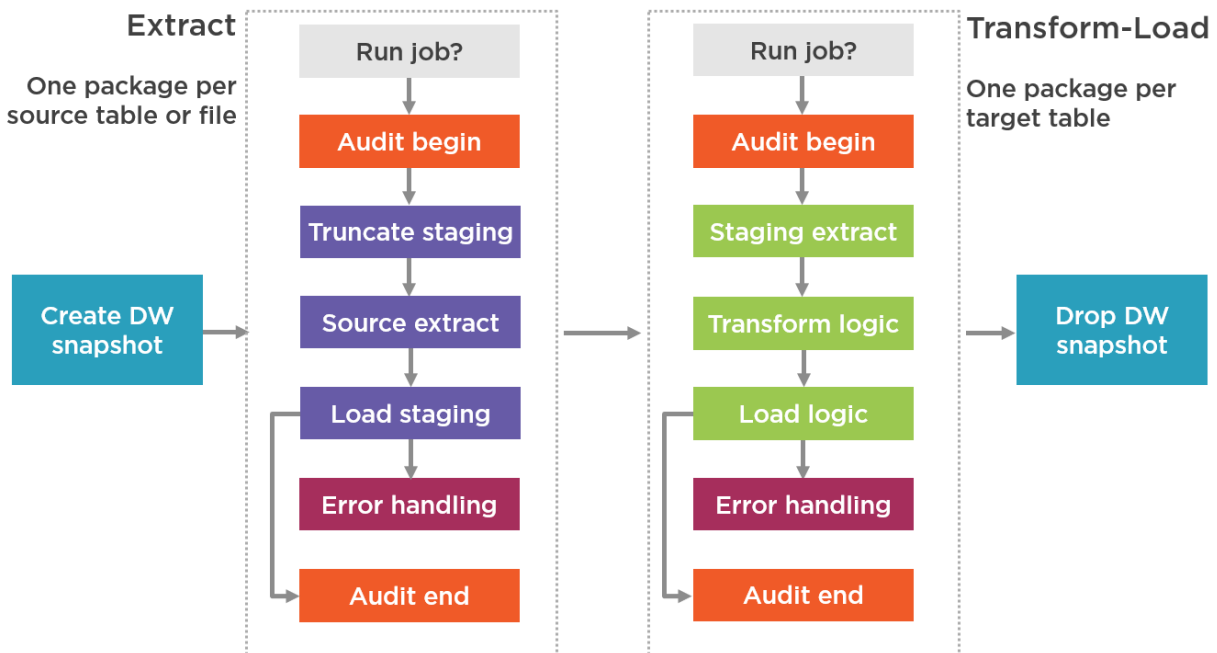 Extract
One package per
source table or file
Create DW
snapshot
Run job?
Audit begin
Truncate staging
Source extract
Load staging
Error handling
Audit end
Run job?
Audit begin
Staging extract
Transform logic
Load logic
Error handling
Audit end
Transform-Load
One package per
target table
Drop DW
snapshot